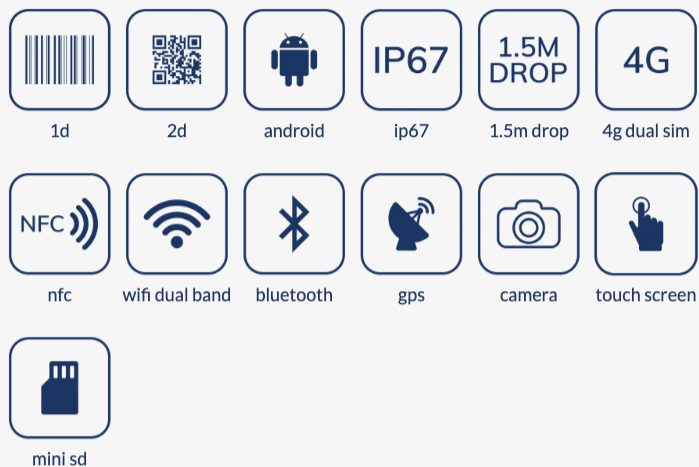 IP67
1.5M
DROP
4G
1d
2d
android
ip67
1.5m drop
4g dual sim
NFC
nfc
wifi dual band
bluetooth
gps
camera
touch screen
mini sd